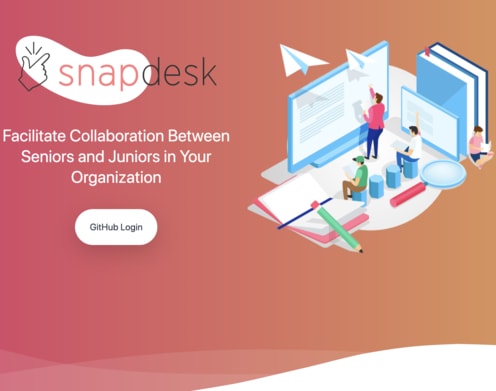 snapdesk
Facilitate Collaboration Between
Seniors and Juniors in Your
Organization
GitHub Login